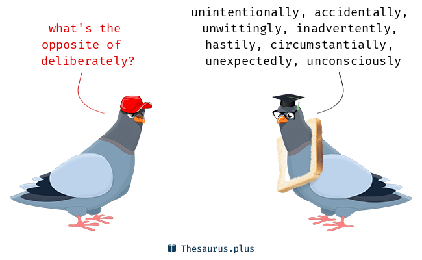 what's the
opposite of
deliberately?
unintentionally, accidentally,
unwittingly, inadvertently,
hastily, circumstantially,
unexpectedly, unconsciously
Thesaurus.plus